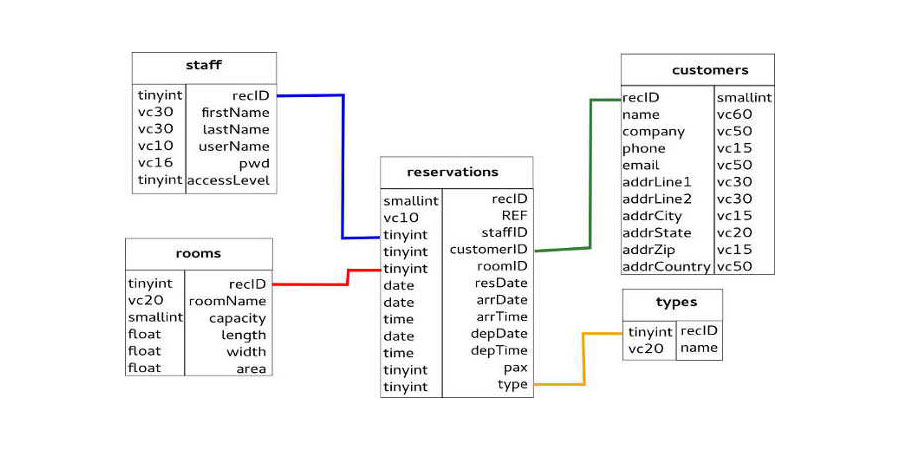 staff
tinyint recID
vc30 firstName
vc30 lastName
vc10 userName
vc16 pwd
tinyint accessLevel
rooms
tinyint recID
vc20 roomName
smallint capacity
float length
float width
float area
reservations
smallint recID
vc10 REF
tinyint staffID
tinyint customerID
tinyint roomID
date resDate
date arrDate
time arrTime
date depDate
time depTime
tinyint pax
tinyint type
customers
recID smallint
name vc60
company vc50
phone vc15
email vc50
addrLine1 vc30
addrLine2 vc30
addrCity vc15
addrState vc20
addrZip vc15
addrCountry vc50
types
tinyint recID
vc20 name